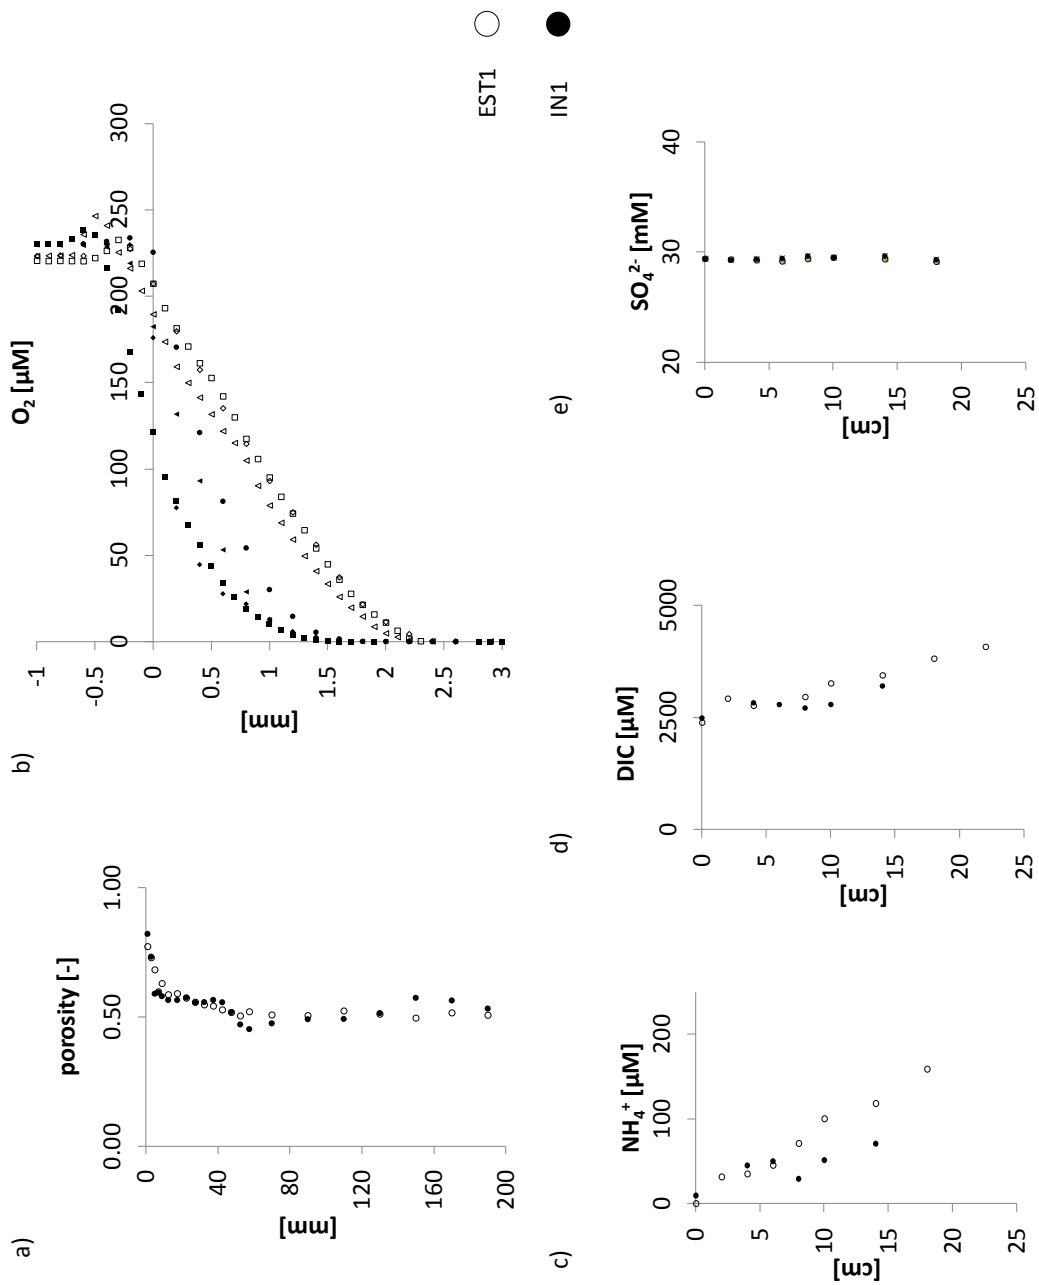 a)
porosity [-]
0.00 0.50 1.00
0
40
80
120
160
200
[mm]
b)
O₂ [µM]
0 50 100 150 200 250 300
-1
-0.5
0
0.5
1
1.5
2
2.5
3
[mm]
EST1
IN1
c)
NH₄⁺ [µM]
0 100 200
0
5
10
15
20
25
[cm]
d)
DIC [µM]
0 2500 5000
0
5
10
15
20
25
[cm]
e)
SO₄²⁻ [mM]
20 30 40
0
5
10
15
20
25
[cm]